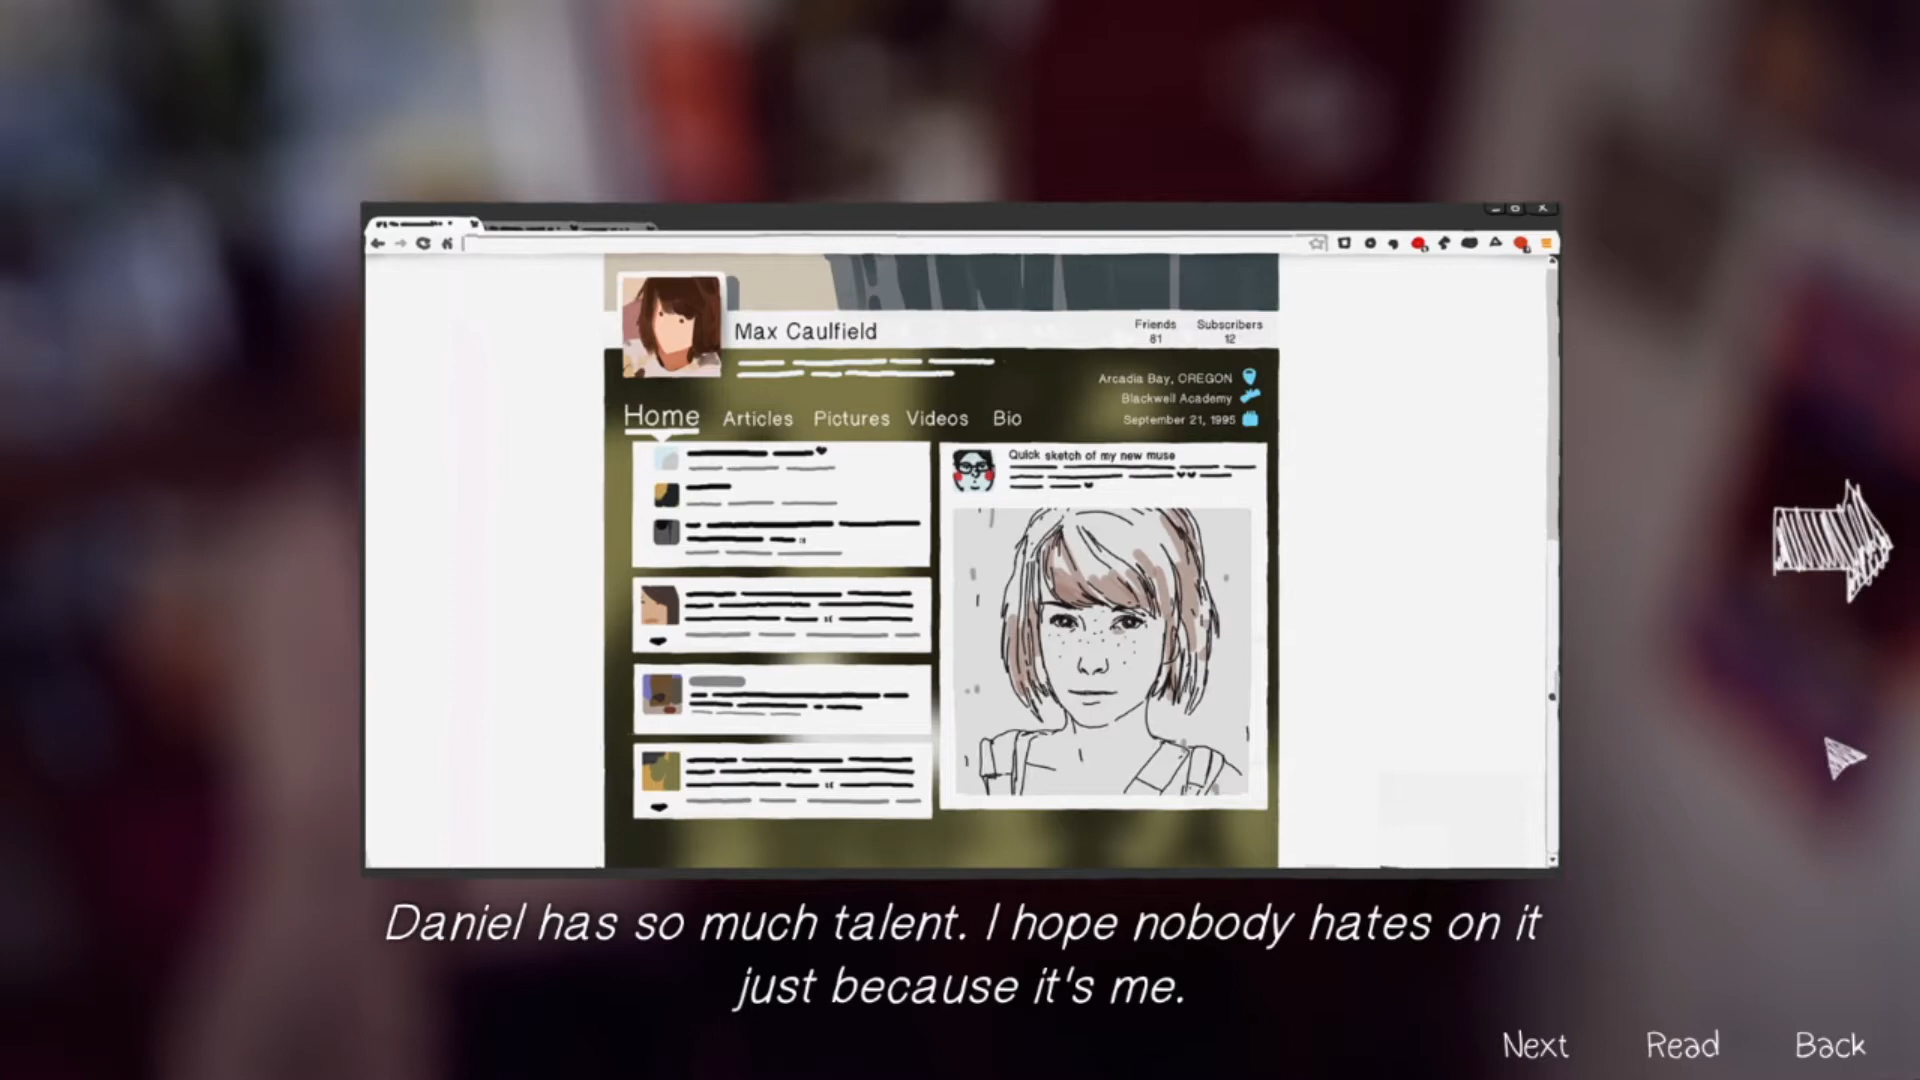 Max Caulfield
Friends
81
Subscribers
12
Arcadia Bay, OREGON
Blackwell Academy
September 21, 1995
Home Articles Pictures Videos Bio
Quick sketch of my new muse
Daniel has so much talent. I hope nobody hates on it
just because it's me.
Next Read Back